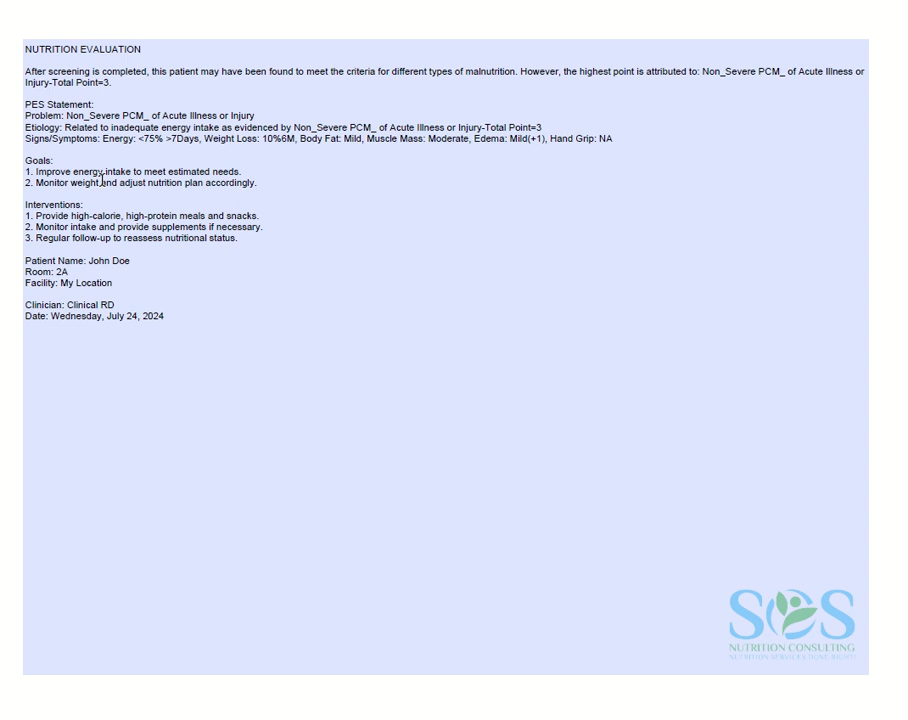 NUTRITION EVALUATION
After screening is completed, this patient may have been found to meet the criteria for different types of malnutrition. However, the highest point is attributed to: Non_Severe PCM_ of Acute Illness or
Injury-Total Point=3.
PES Statement:
Problem: Non_Severe PCM_ of Acute Illness or Injury
Etiology: Related to inadequate energy intake as evidenced by Non_Severe PCM_ of Acute Illness or Injury-Total Point=3
Signs/Symptoms: Energy: <75% >7Days, Weight Loss: 10%6M, Body Fat: Mild, Muscle Mass: Moderate, Edema: Mild(+1), Hand Grip: NA
Goals:
1. Improve energy intake to meet estimated needs.
2. Monitor weight and adjust nutrition plan accordingly.
Interventions:
1. Provide high-calorie, high-protein meals and snacks.
2. Monitor intake and provide supplements if necessary.
3. Regular follow-up to reassess nutritional status.
Patient Name: John Doe
Room: 2A
Facility: My Location
Clinician: Clinical RD
Date: Wednesday, July 24, 2024
SOS
NUTRITION CONSULTING
NUTRITION SERVICES DONE RIGHT!